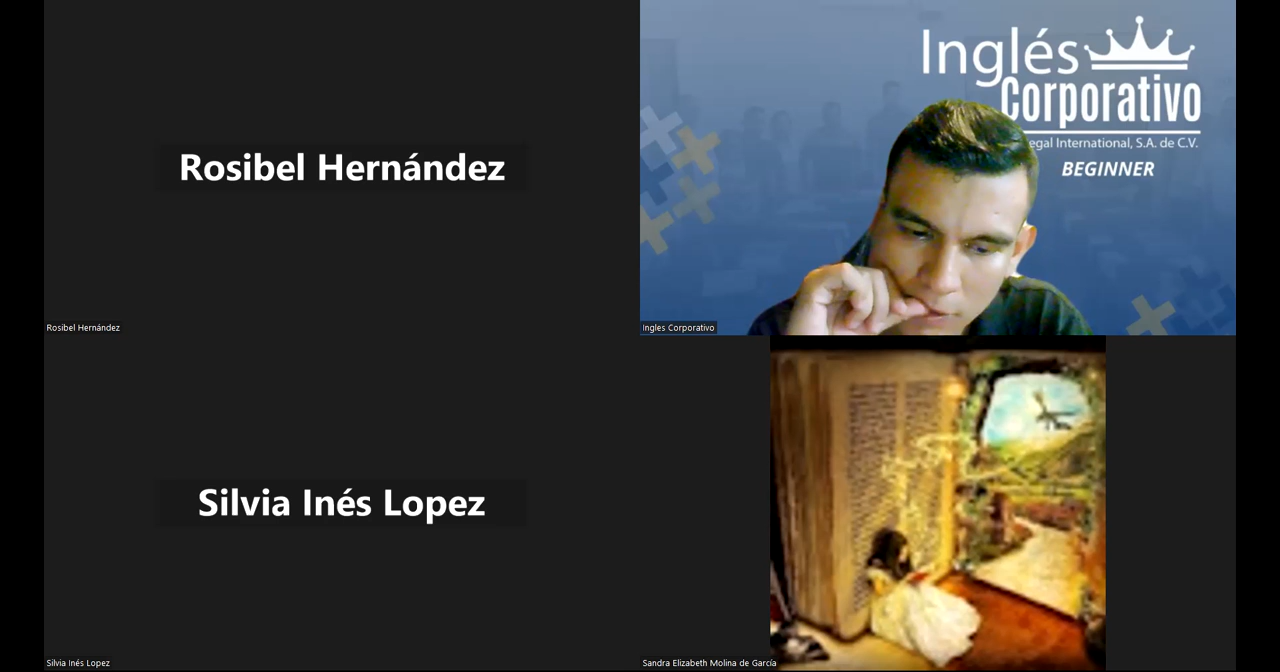 Rosibel Hernández
Rosibel Hernández
Inglés
Corporativo
egal International, S.A. de C.V.
BEGINNER
Ingles Corporativo
Silvia Inés Lopez
Silvia Inés Lopez
Sandra Elizabeth Molina de García